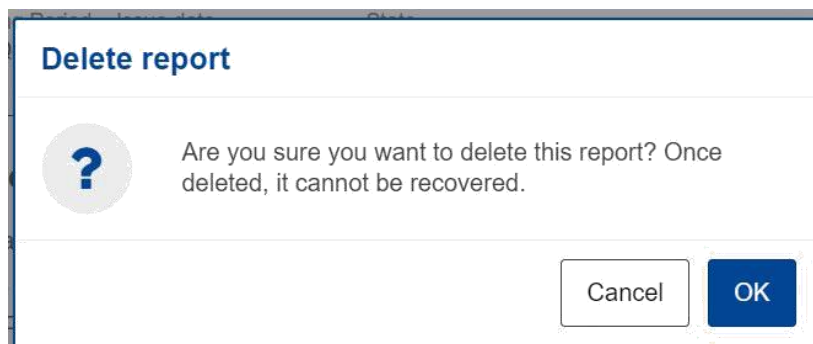 Delete report
?
Are you sure you want to delete this report? Once
deleted, it cannot be recovered.
Cancel
OK